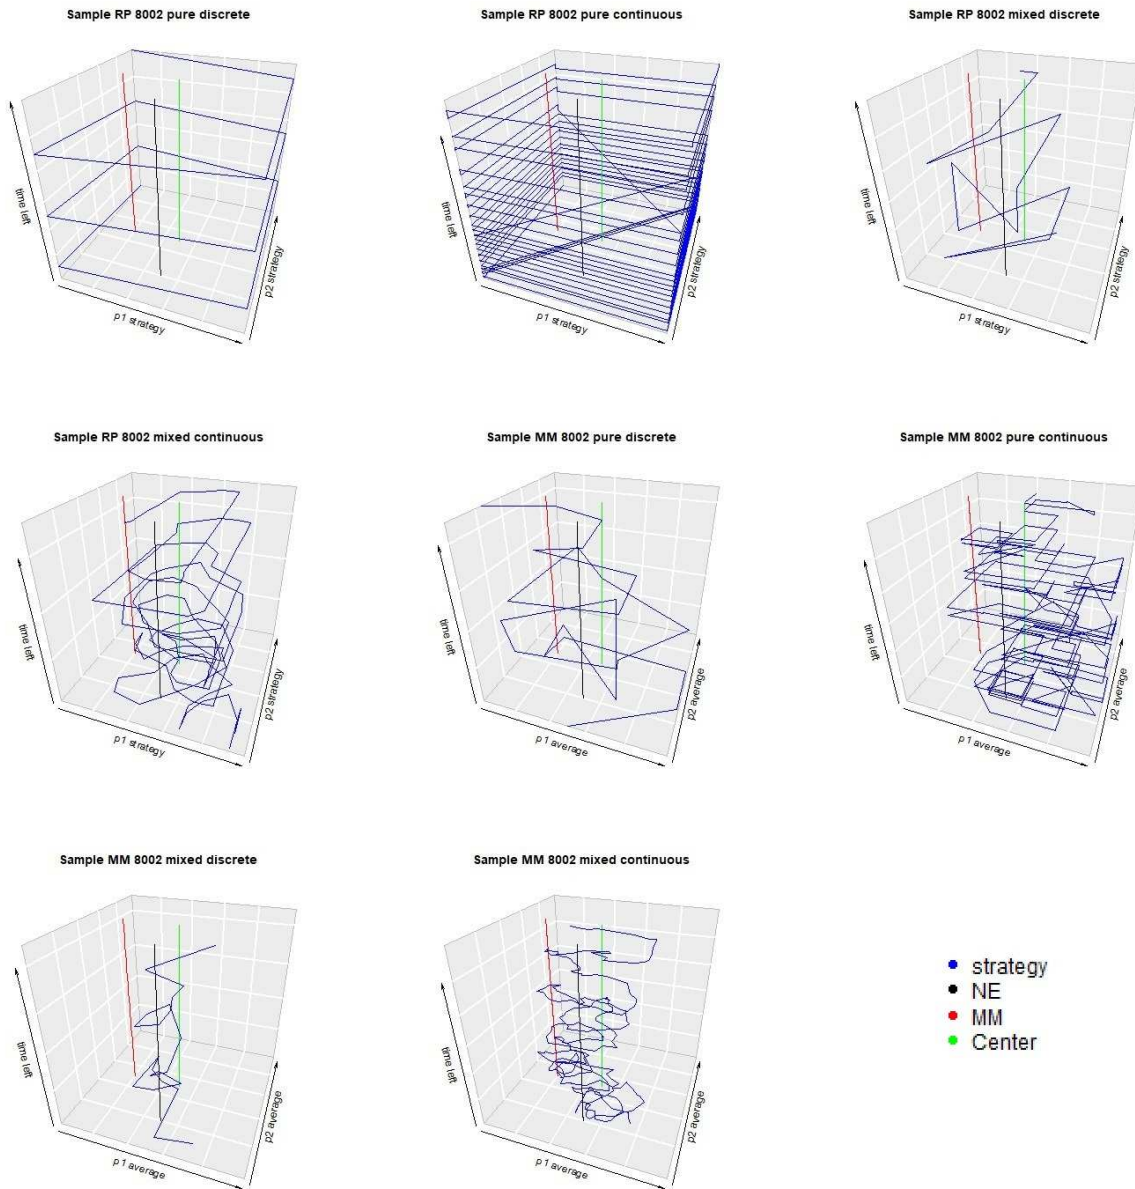 Sample RP 8002 pure discrete
time left
p1 strategy
p2 strategy
Sample RP 8002 pure continuous
time left
p1 strategy
p2 strategy
Sample RP 8002 mixed discrete
time left
p1 strategy
p2 strategy
Sample RP 8002 mixed continuous
time left
p1 strategy
p2 strategy
Sample MM 8002 pure discrete
time left
p1 average
p2 average
Sample MM 8002 pure continuous
time left
p1 average
p2 average
Sample MM 8002 mixed discrete
time left
p1 average
p2 average
Sample MM 8002 mixed continuous
time left
p1 average
p2 average
strategy
NE
MM
Center